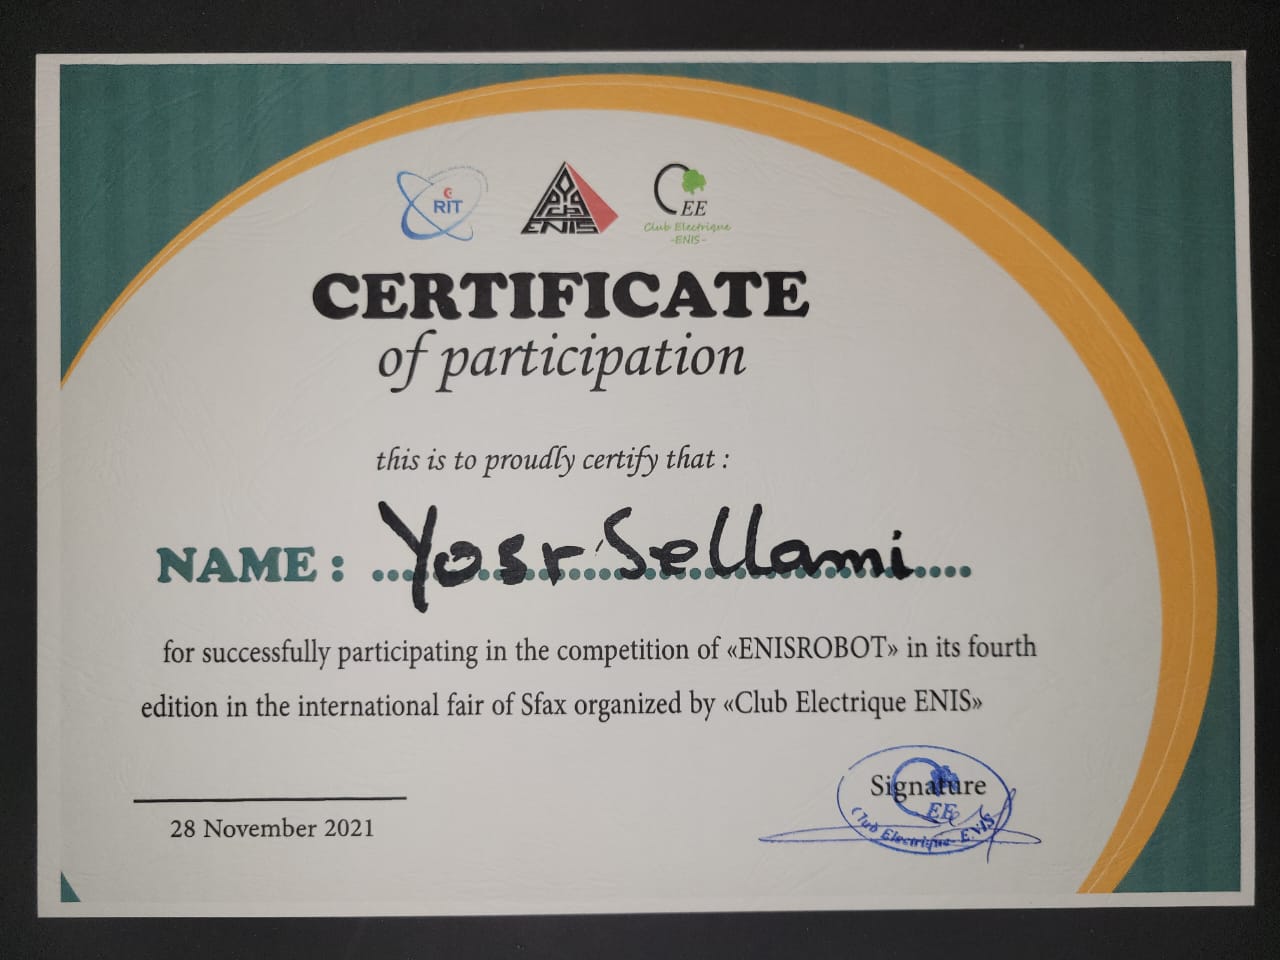 RIT
ENIS
CEE
Club Electrique
-ENIS-
CERTIFICATE
of participation
this is to proudly certify that :
NAME : Yosr Sellami
for successfully participating in the competition of «ENISROBOT» in its fourth
edition in the international fair of Sfax organized by «Club Electrique ENIS»
Signature
CEE
Club Electrique- ENIS
28 November 2021